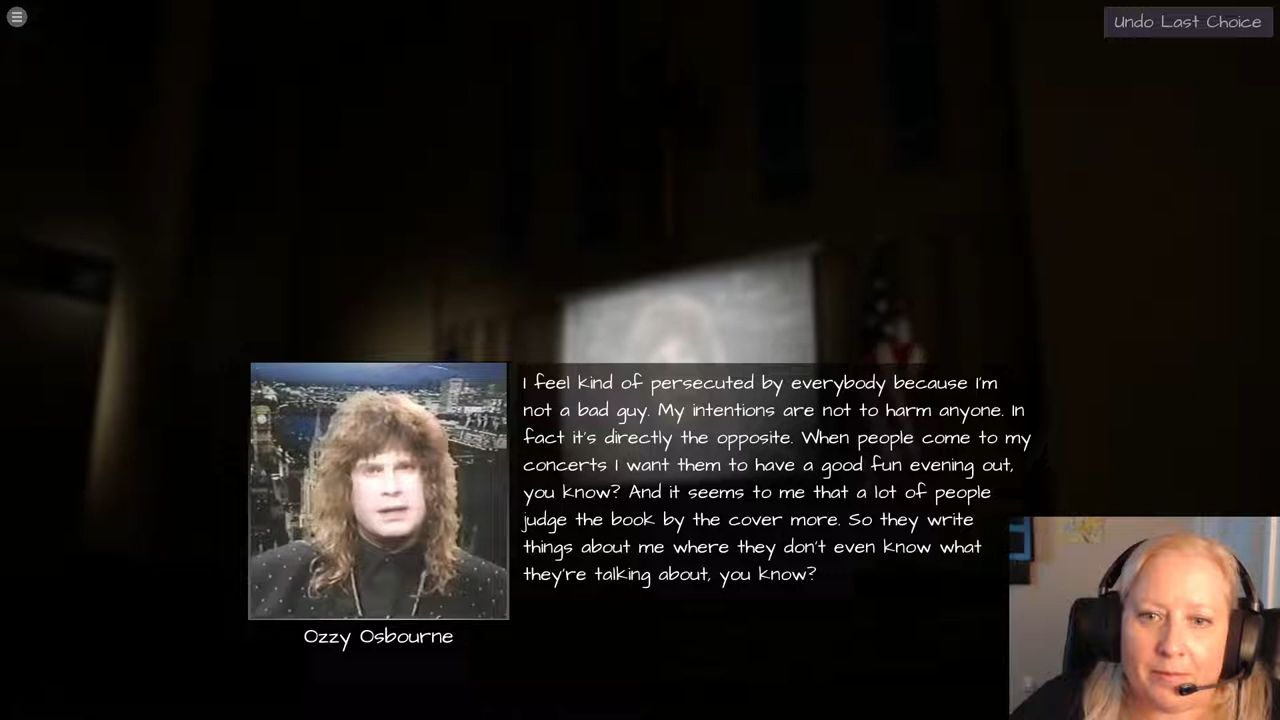 Undo Last Choice
I feel kind of persecuted by everybody because I'm
not a bad guy. My intentions are not to harm anyone. In
fact it's directly the opposite. When people come to my
concerts I want them to have a good fun evening out,
you know? And it seems to me that a lot of people
judge the book by the cover more. So they write
things about me where they don't even know what
they're talking about, you know?
Ozzy Osbourne